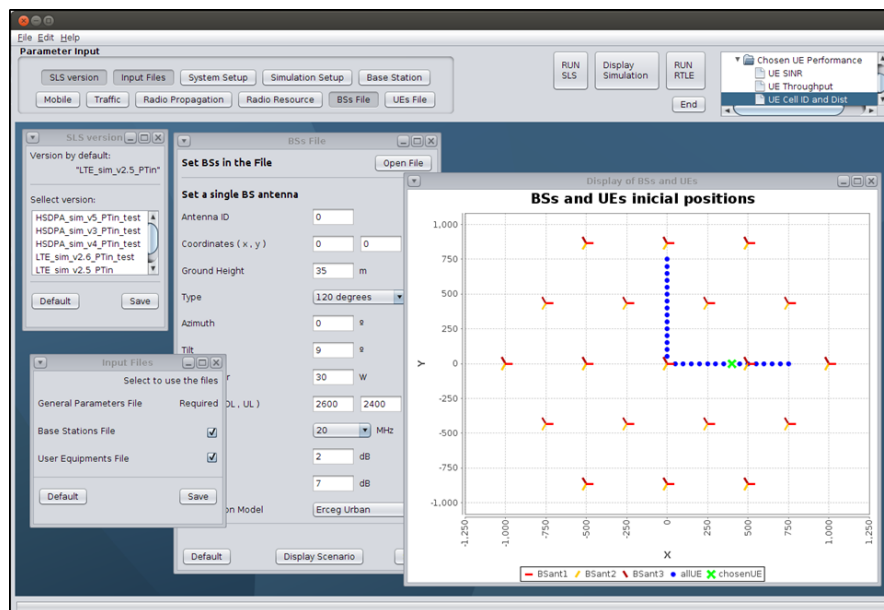 File Edit Help
Parameter Input
SLS version Input Files System Setup Simulation Setup Base Station
Mobile Traffic Radio Propagation Radio Resource BSs File UEs File
RUN SLS
Display Simulation
RUN RTLE
End
Chosen UE Performance
UE SINR
UE Throughput
UE Cell ID and Dist
SLS version
Version by default:
"LTE_sim_v2.5_PTin"
Sellect version:
HSDPA_sim_v5_PTin_test
HSDPA_sim_v3_PTin_test
HSDPA_sim_v4_PTin_test
LTE_sim_v2.6_PTin_test
LTE_sim_v2.5_PTin
Default Save
Input Files
Select to use the files
General Parameters File Required
Base Stations File
User Equipments File
Default Save
BSs File
Set BSs in the File Open File
Set a single BS antenna
Antenna ID 0
Coordinates ( x , y ) 0 0
Ground Height 35 m
Type 120 degrees
Azimuth 0 º
Tilt 9 º
30 W
DL , UL ) 2600 2400
20 MHz
2 dB
7 dB
on Model Erceg Urban
Default Display Scenario
Display of BSs and UEs
BSs and UEs inicial positions
1,000
750
500
250
0
-250
-500
-750
-1,000
Y
-1,250 -1,000 -750 -500 -250 0 250 500 750 1,000 1,250
X
BSant1 BSant2 BSant3 allUE chosenUE